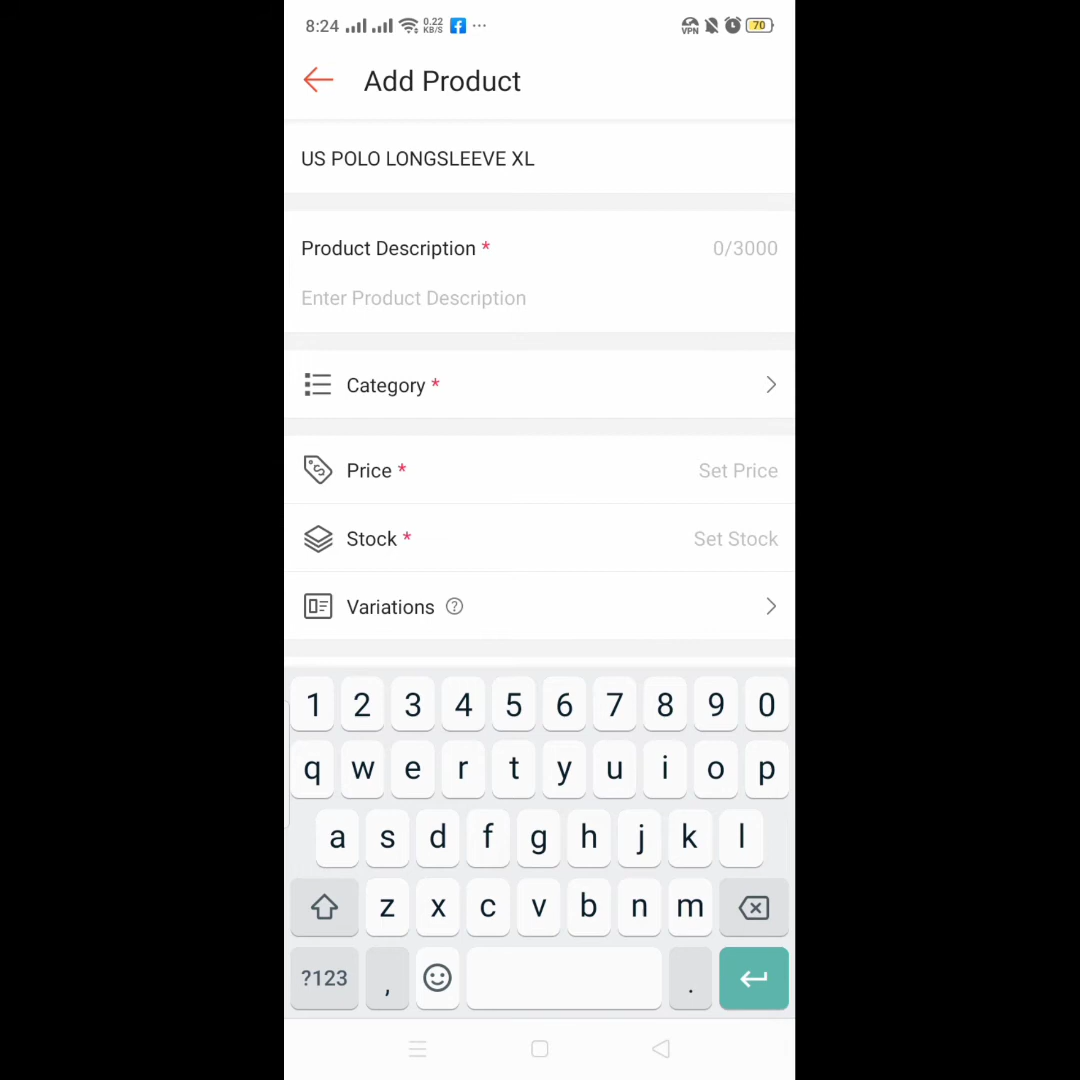 8:24 0.22 KB/S ... VPN 70
Add Product
US POLO LONGSLEEVE XL
Product Description * 0/3000
Enter Product Description
Category *
Price * Set Price
Stock * Set Stock
Variations ?
1 2 3 4 5 6 7 8 9 0
q w e r t y u i o p
a s d f g h j k l
z x c v b n m
?123 , .